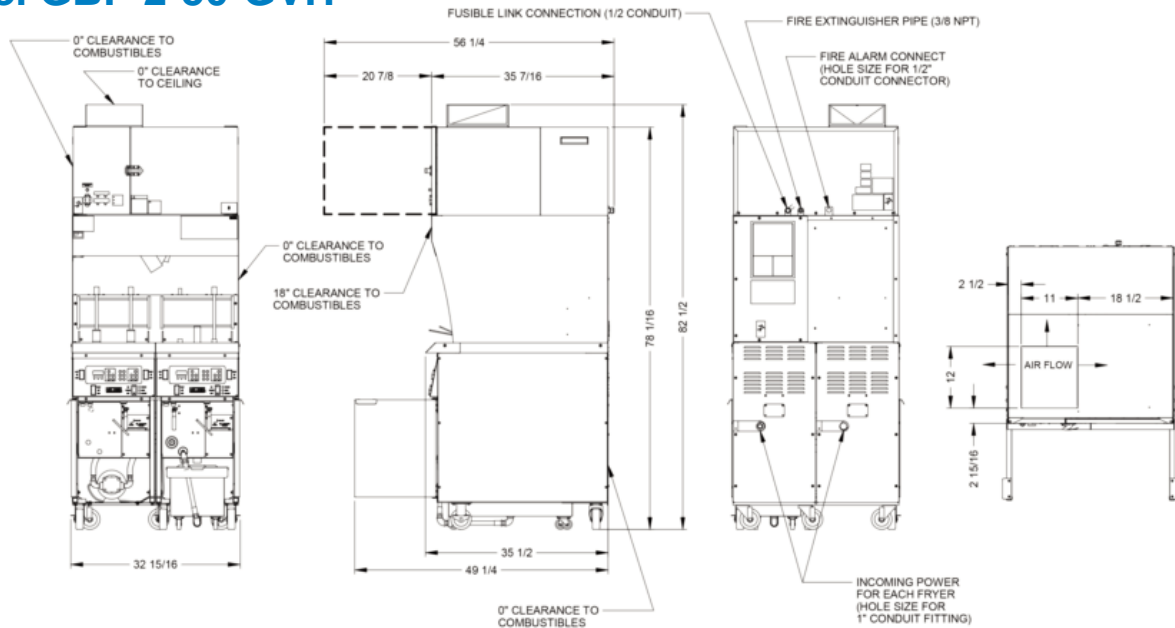 FUSIBLE LINK CONNECTION (1/2 CONDUIT)
FIRE EXTINGUISHER PIPE (3/8 NPT)
FIRE ALARM CONNECT
(HOLE SIZE FOR 1/2"
CONDUIT CONNECTOR)
0" CLEARANCE TO
COMBUSTIBLES
0" CLEARANCE
TO CEILING
56 1/4
20 7/8
35 7/16
0" CLEARANCE TO
COMBUSTIBLES
18" CLEARANCE TO
COMBUSTIBLES
78 1/16
82 1/2
2 1/2
11
18 1/2
AIR FLOW
12
2 15/16
32 15/16
35 1/2
49 1/4
0" CLEARANCE TO
COMBUSTIBLES
INCOMING POWER
FOR EACH FRYER
(HOLE SIZE FOR
1" CONDUIT FITTING)